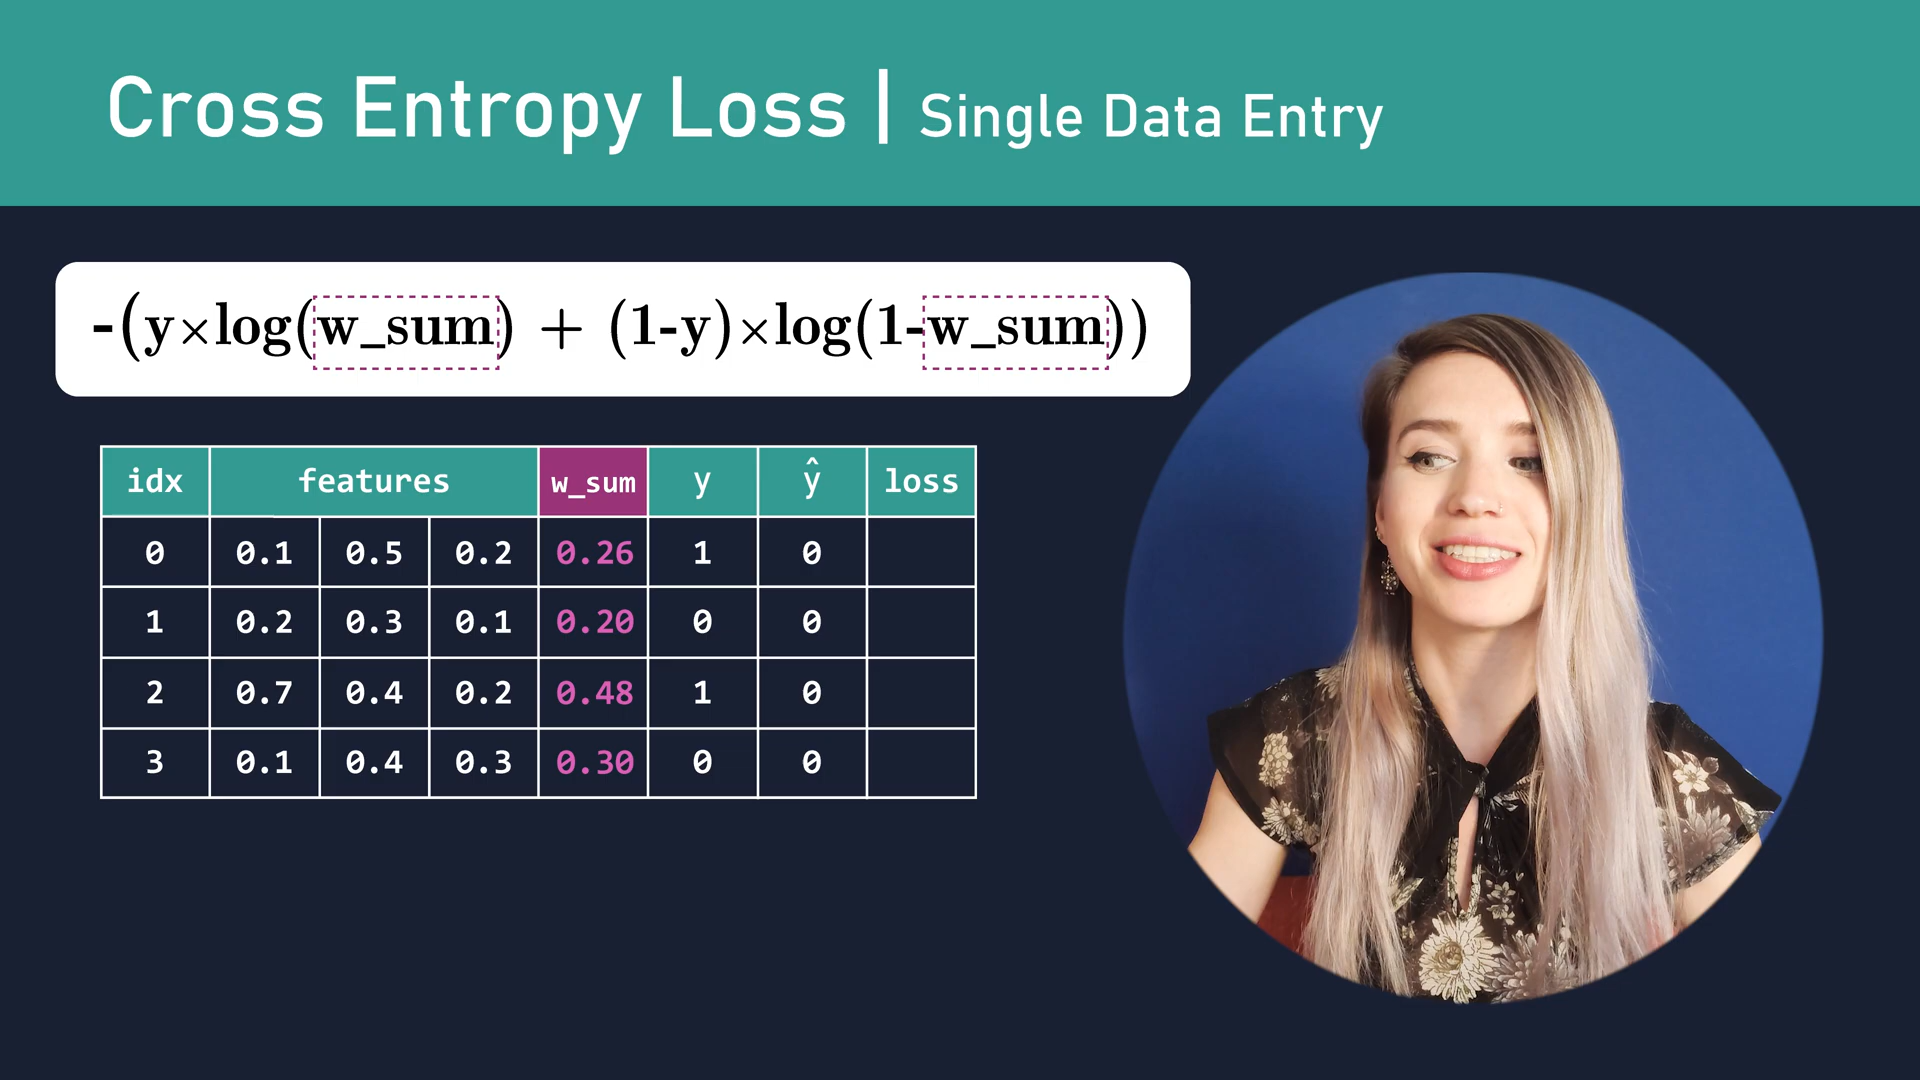 Cross Entropy Loss | Single Data Entry
-(y×log(w_sum) + (1-y)×log(1-w_sum))
idx features w_sum y ŷ loss
0 0.1 0.5 0.2 0.26 1 0
1 0.2 0.3 0.1 0.20 0 0
2 0.7 0.4 0.2 0.48 1 0
3 0.1 0.4 0.3 0.30 0 0